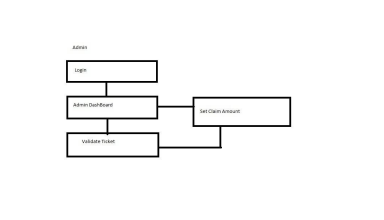 Admin
Login
Admin DashBoard
Set Claim Amount
Validate Ticket